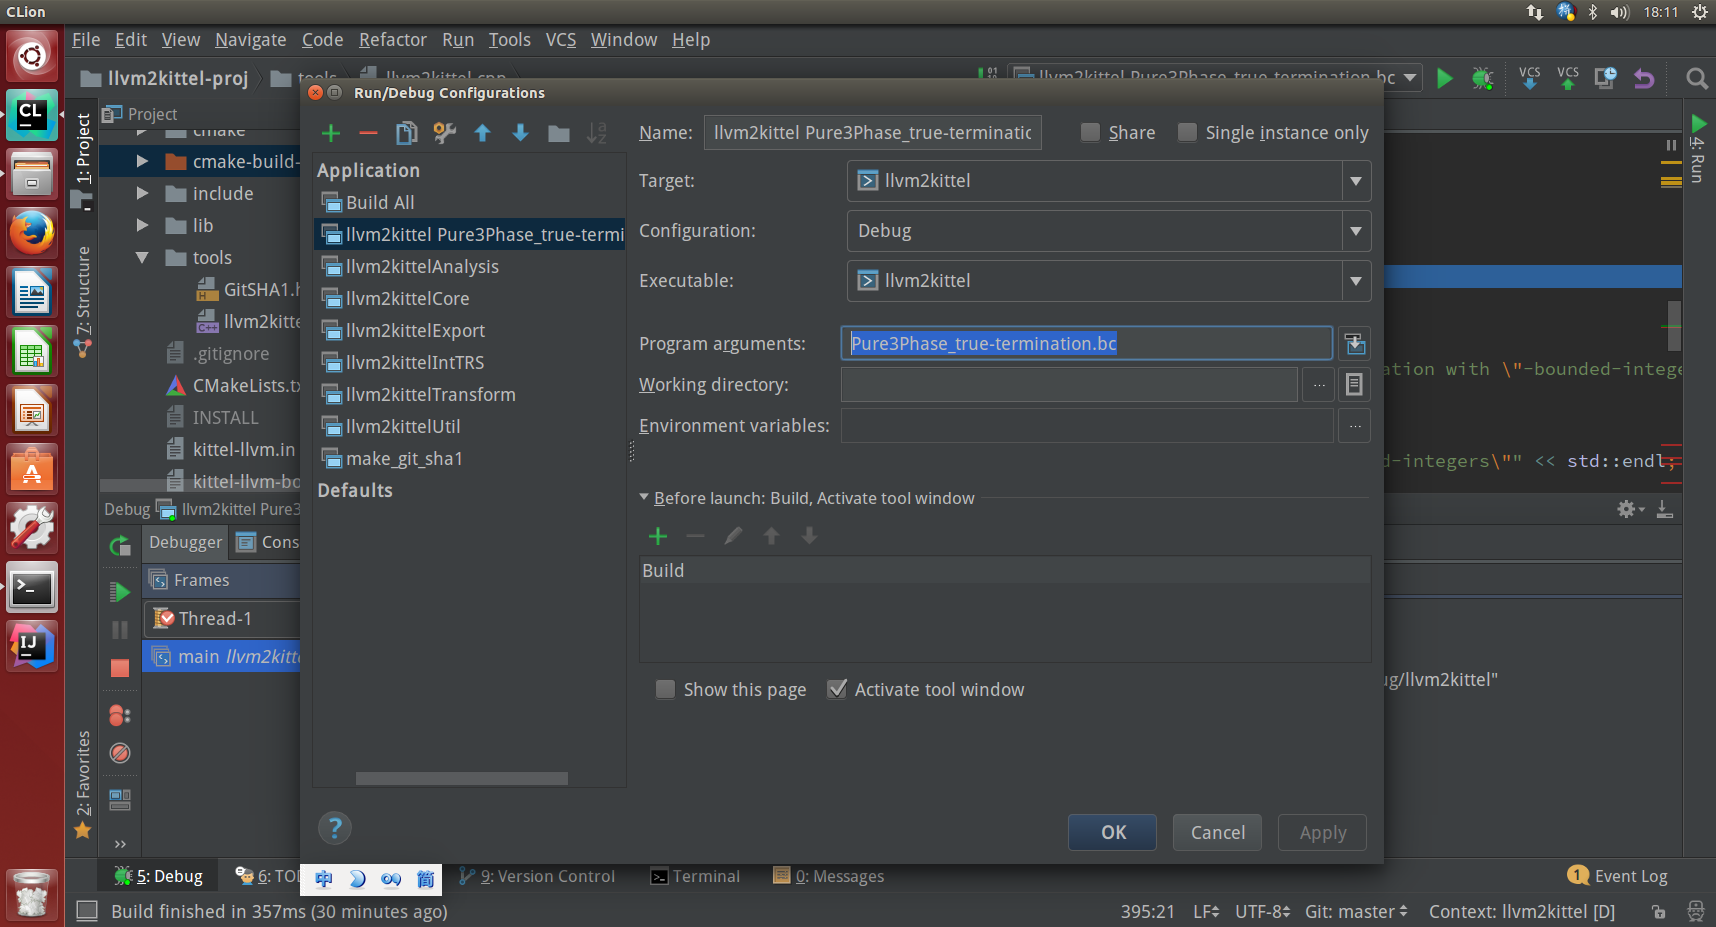 CLion
18:11
File Edit View Navigate Code Refactor Run Tools VCS Window Help
llvm2kittel-proj tools llvm2kittel.cpp
llvm2kittel Pure3Phase_true-termination.bc
VCS VCS
Run/Debug Configurations
1: Project
7: Structure
2: Favorites
4: Run
Project
cmake
cmake-build-
include
lib
tools
GitSHA1.h
llvm2kitte
.gitignore
CMakeLists.tx
INSTALL
kittel-llvm.in
kittel-llvm-bo
Application
Build All
llvm2kittel Pure3Phase_true-termi
llvm2kittelAnalysis
llvm2kittelCore
llvm2kittelExport
llvm2kittelIntTRS
llvm2kittelTransform
llvm2kittelUtil
make_git_sha1
Defaults
Name: llvm2kittel Pure3Phase_true-terminatic Share Single instance only
Target: llvm2kittel
Configuration: Debug
Executable: llvm2kittel
Program arguments: Pure3Phase_true-termination.bc
Working directory: ...
Environment variables: ...
Before launch: Build, Activate tool window
Build
Show this page Activate tool window
OK Cancel Apply
ation with \"-bounded-intege
d-integers\"" << std::endl;
Debug llvm2kittel Pure3
Debugger Cons
Frames
Thread-1
main llvm2kitte
ug/llvm2kittel"
5: Debug 6: TOD 中 简 9: Version Control Terminal 0: Messages 1 Event Log
Build finished in 357ms (30 minutes ago) 395:21 LF UTF-8 Git: master Context: llvm2kittel [D]